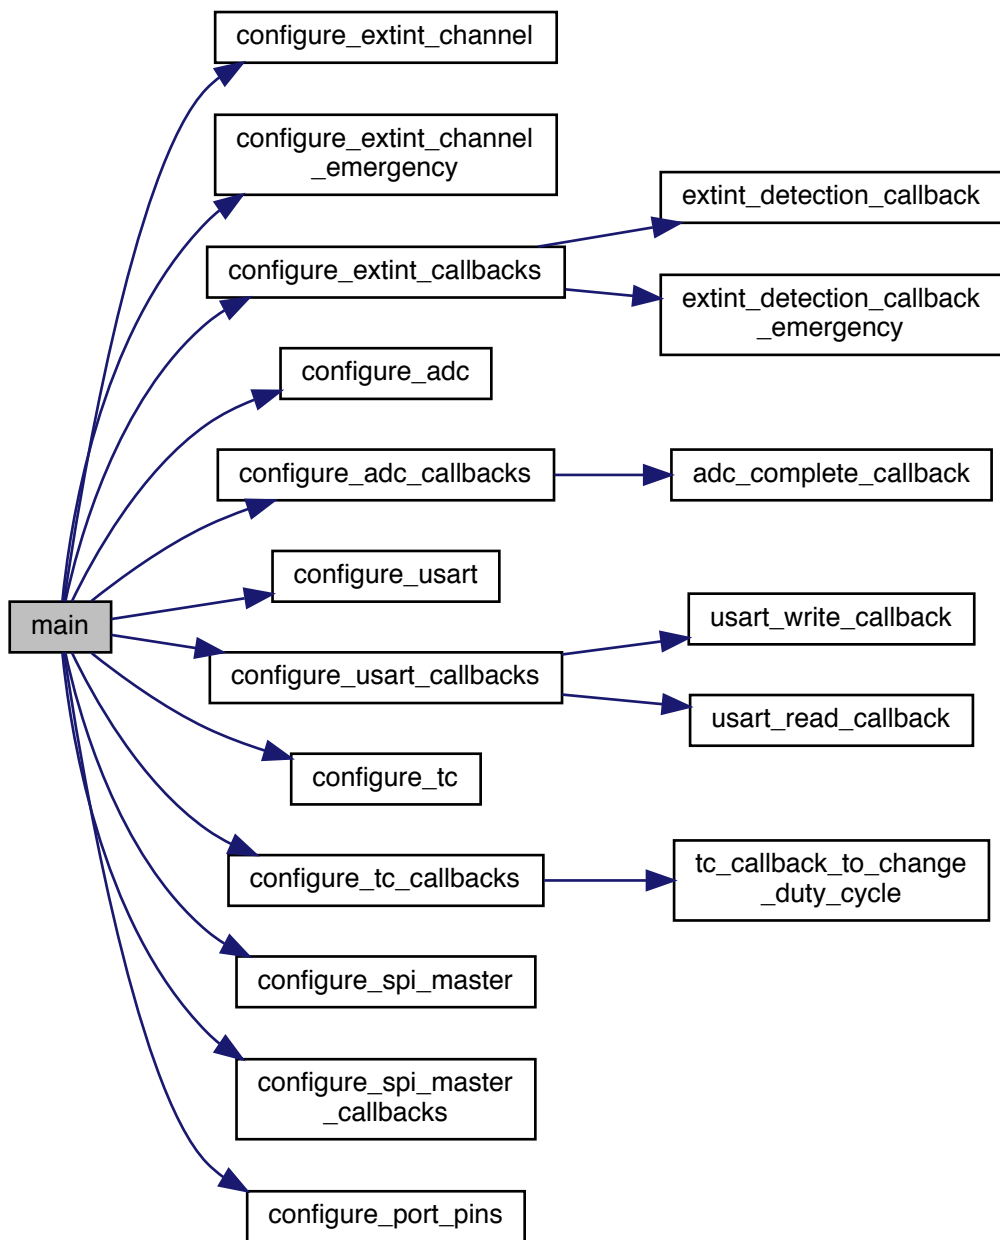 configure_extint_channel
configure_extint_channel
_emergency
extint_detection_callback
configure_extint_callbacks
extint_detection_callback
_emergency
configure_adc
configure_adc_callbacks
adc_complete_callback
configure_usart
main
usart_write_callback
configure_usart_callbacks
usart_read_callback
configure_tc
configure_tc_callbacks
tc_callback_to_change
_duty_cycle
configure_spi_master
configure_spi_master
_callbacks
configure_port_pins